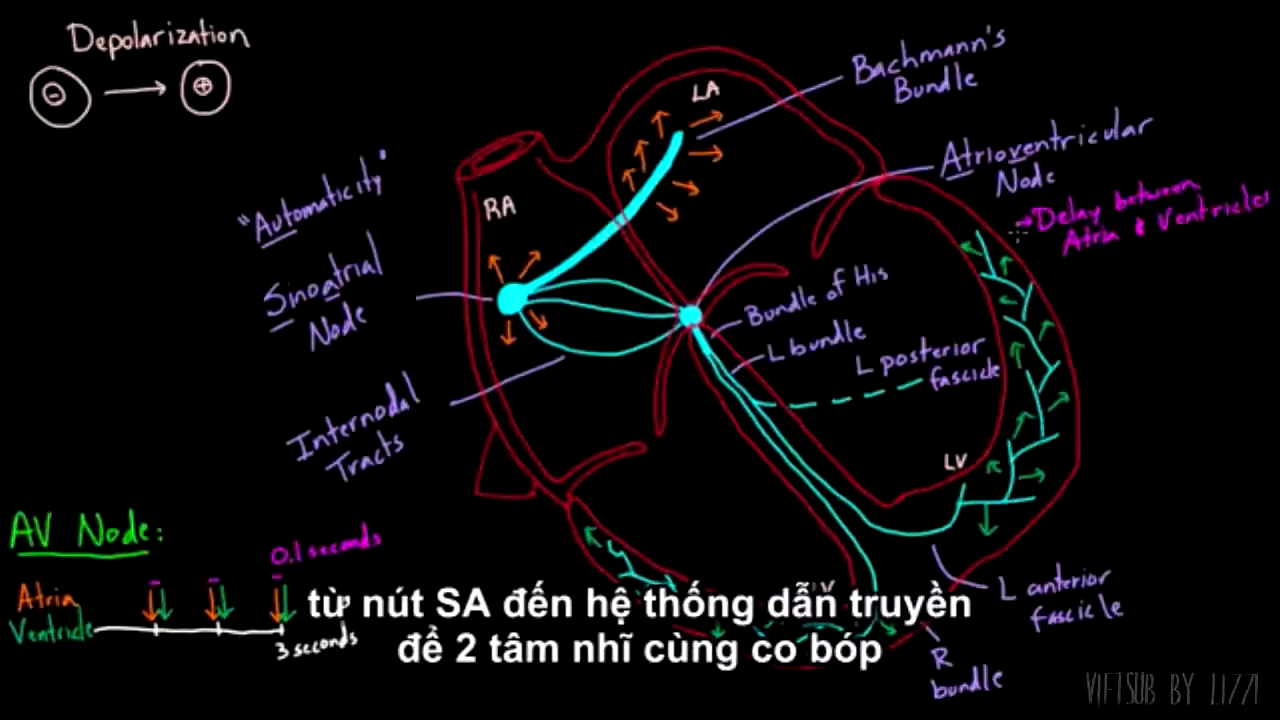 Depolarization
Bachmann's
Bundle
LA
Atrioventricular
Node
→Delay between
Atria & Ventricles
"Automaticity"
RA
Sinoatrial
Node
Bundle of His
L bundle
L posterior
fascicle
Internodal
Tracts
LV
AV Node:
0.1 seconds
Atria
Ventricle
3 seconds
từ nút SA đến hệ thống dẫn truyền
để 2 tâm nhĩ cùng co bóp
L anterior
fascicle
R
bundle
VIETSUB BY LIZZI